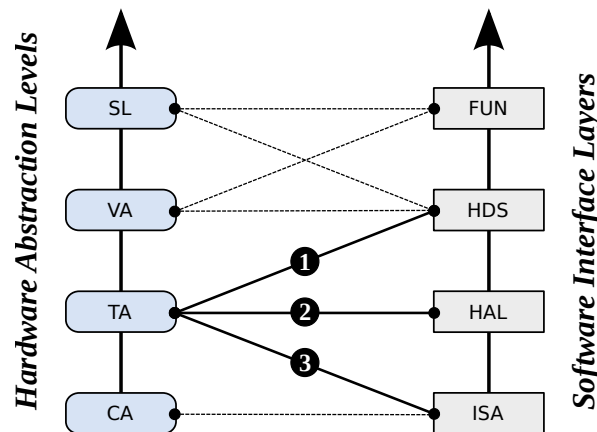 Hardware Abstraction Levels
SL
FUN
VA
HDS
1
TA
2
HAL
3
CA
ISA
Software Interface Layers